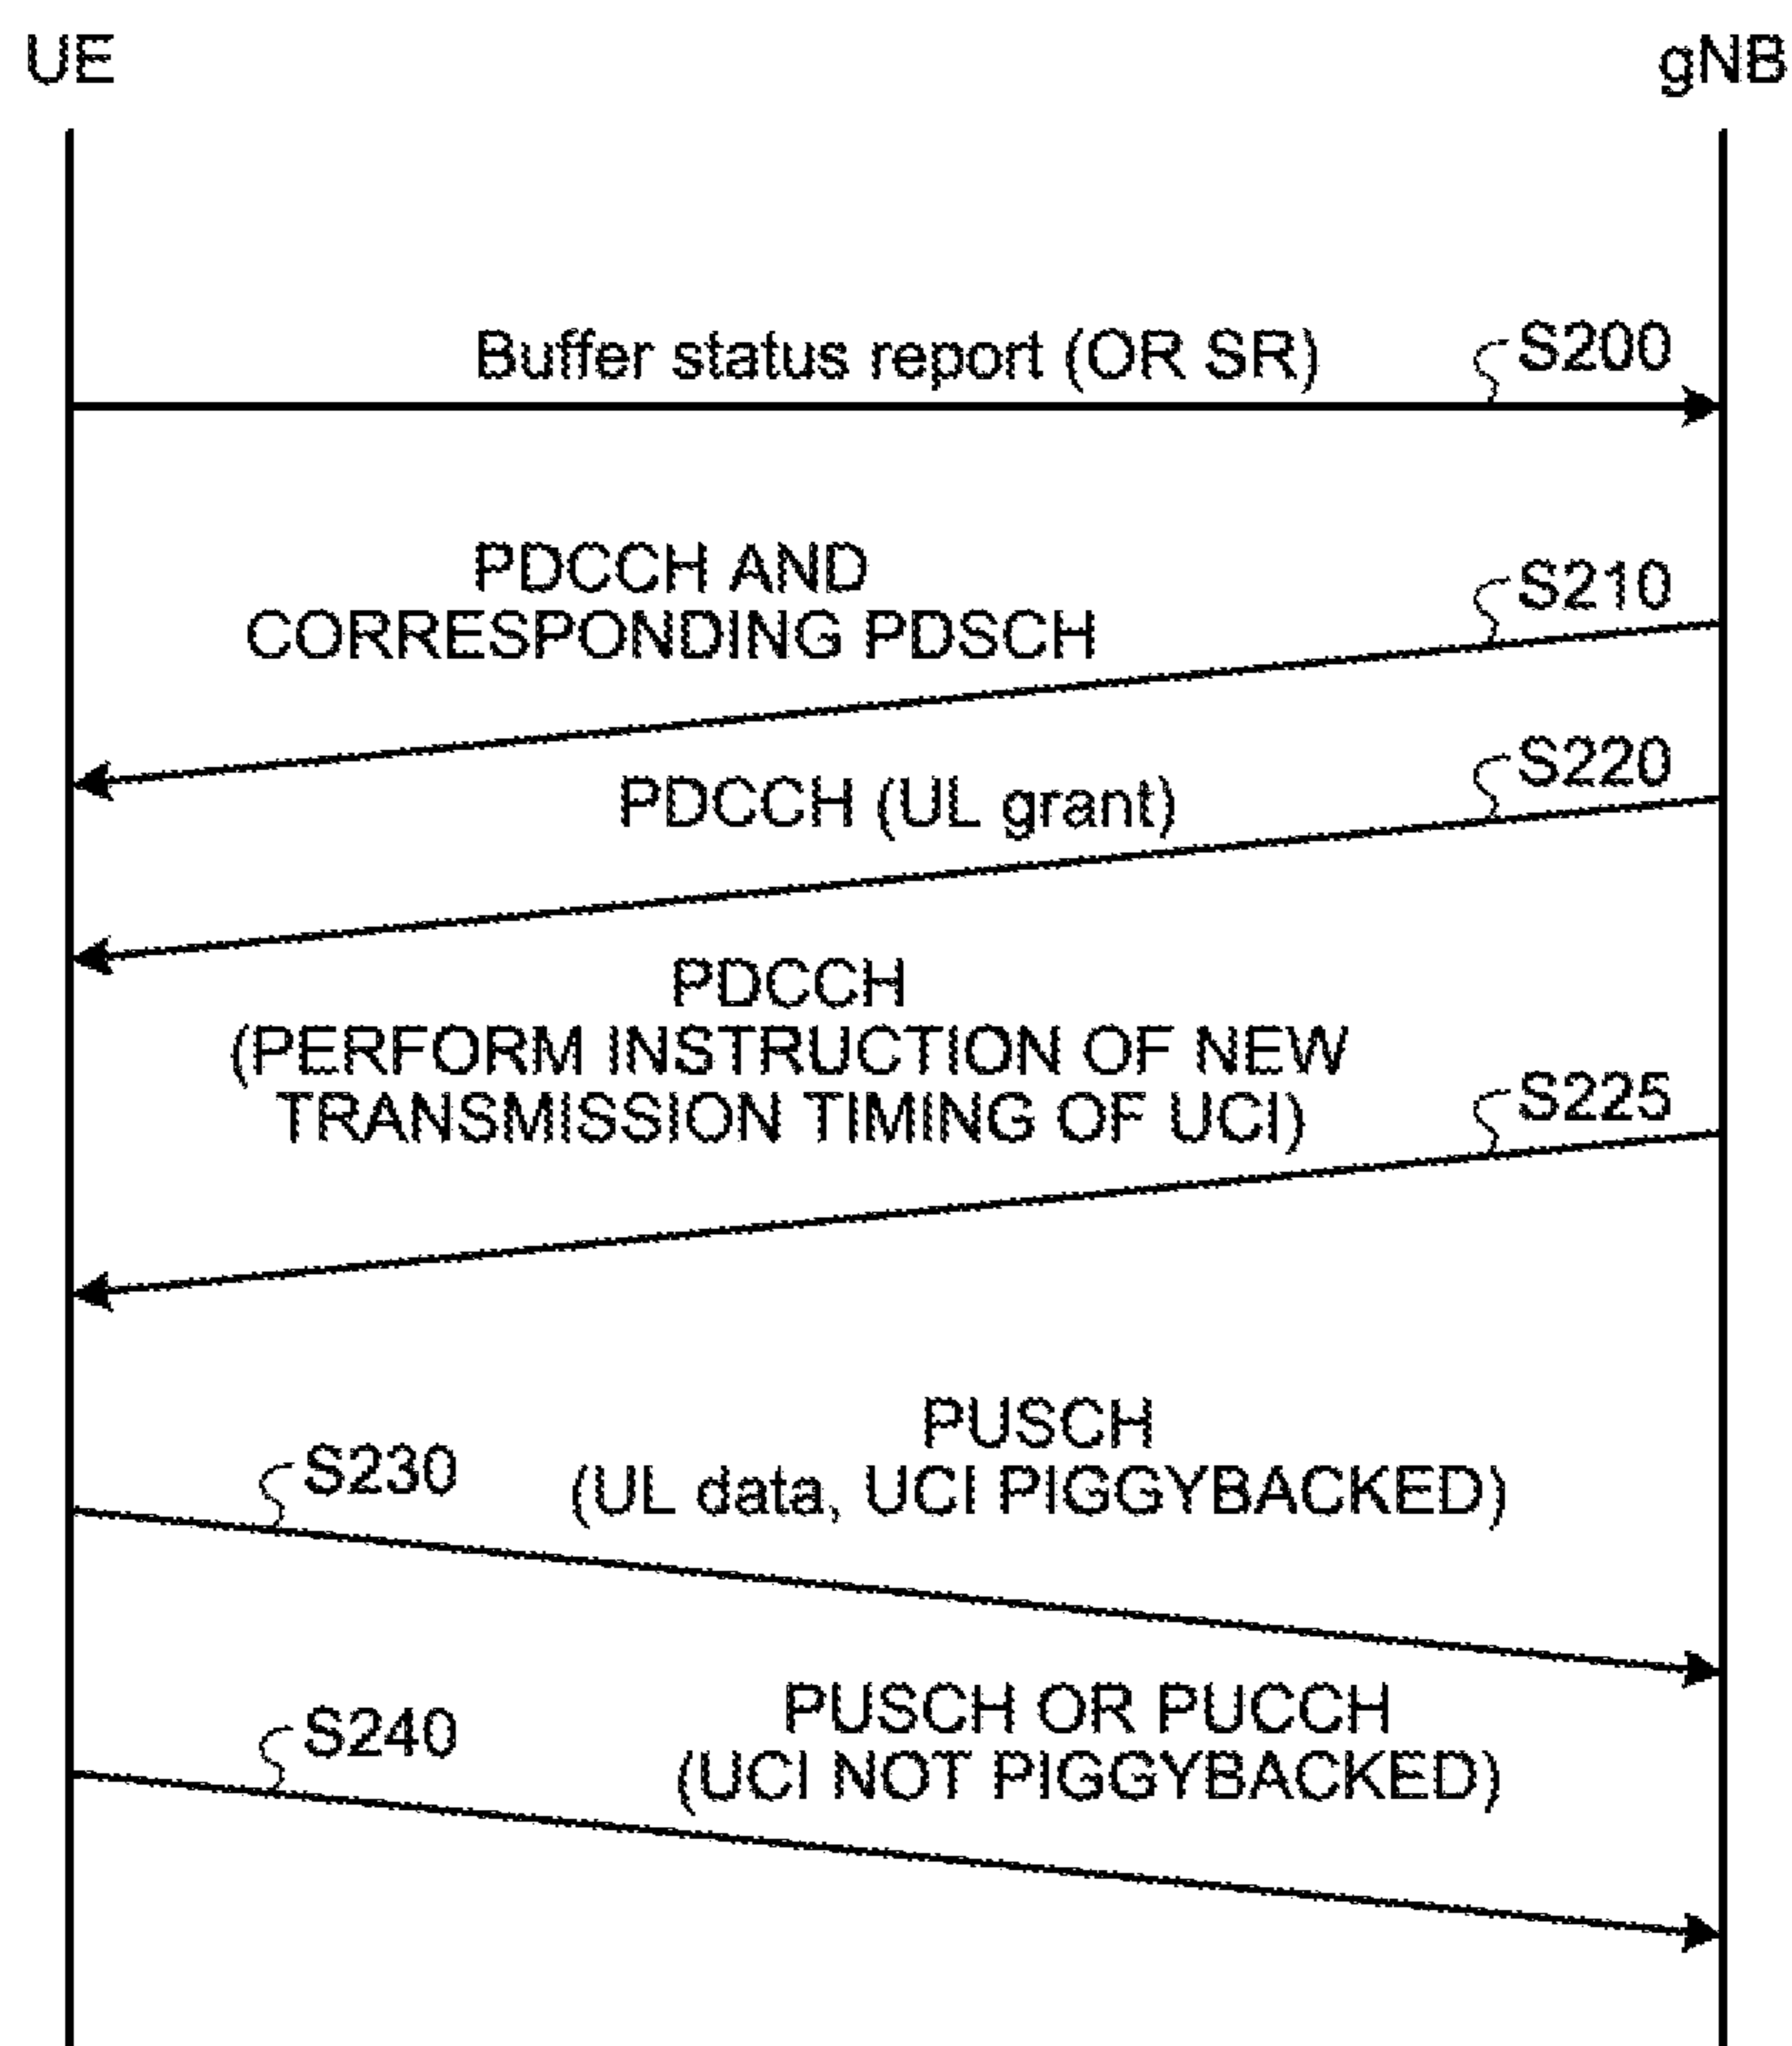 UE
gNB
Buffer status report (OR SR)
S200
PDCCH AND
CORRESPONDING PDSCH
S210
PDCCH (UL grant)
S220
PDCCH
(PERFORM INSTRUCTION OF NEW
TRANSMISSION TIMING OF UCI)
S225
S230
PUSCH
(UL data, UCI PIGGYBACKED)
S240
PUSCH OR PUCCH
(UCI NOT PIGGYBACKED)